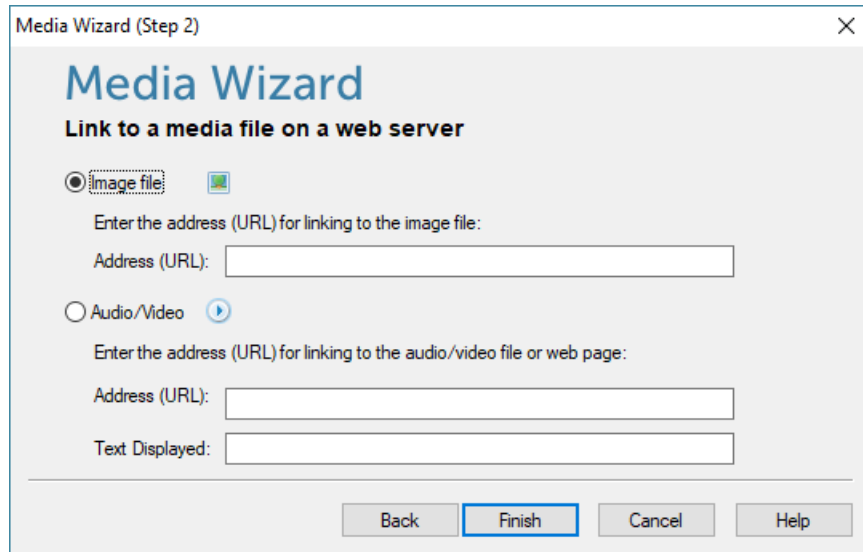 Media Wizard (Step 2)
Media Wizard
Link to a media file on a web server
Image file
Enter the address (URL) for linking to the image file:
Address (URL):
Audio/Video
Enter the address (URL) for linking to the audio/video file or web page:
Address (URL):
Text Displayed:
Back Finish Cancel Help